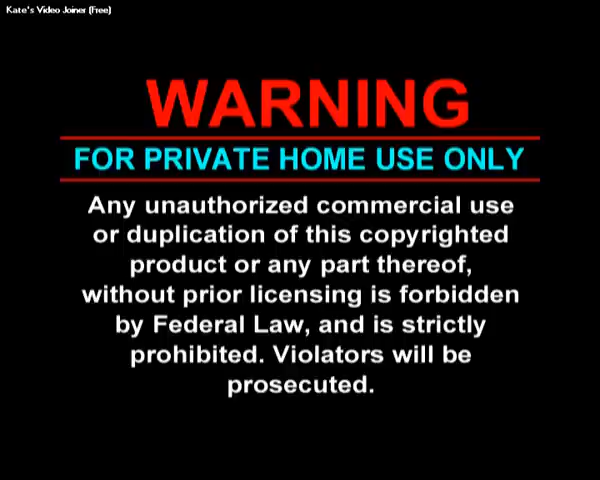 Kate's Video Joiner (Free)
WARNING
FOR PRIVATE HOME USE ONLY
Any unauthorized commercial use
or duplication of this copyrighted
product or any part thereof,
without prior licensing is forbidden
by Federal Law, and is strictly
prohibited. Violators will be
prosecuted.